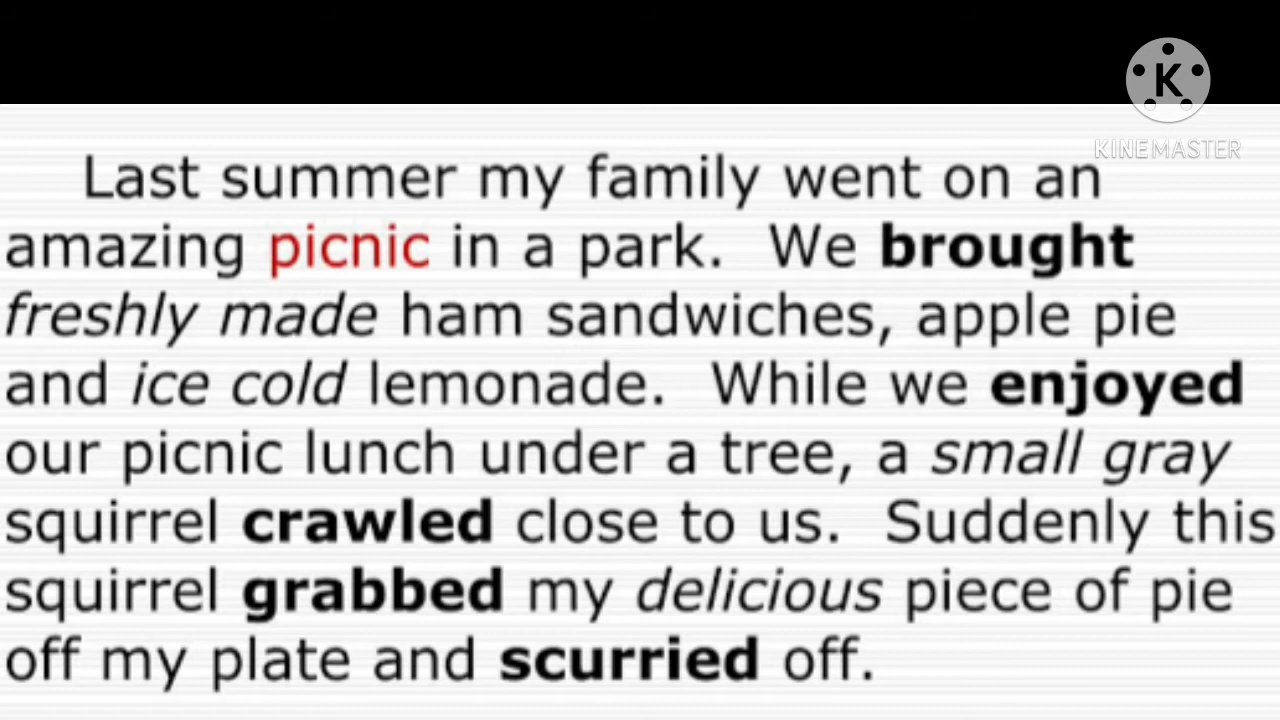 K
KINEMASTER
Last summer my family went on an
amazing picnic in a park. We brought
freshly made ham sandwiches, apple pie
and ice cold lemonade. While we enjoyed
our picnic lunch under a tree, a small gray
squirrel crawled close to us. Suddenly this
squirrel grabbed my delicious piece of pie
off my plate and scurried off.